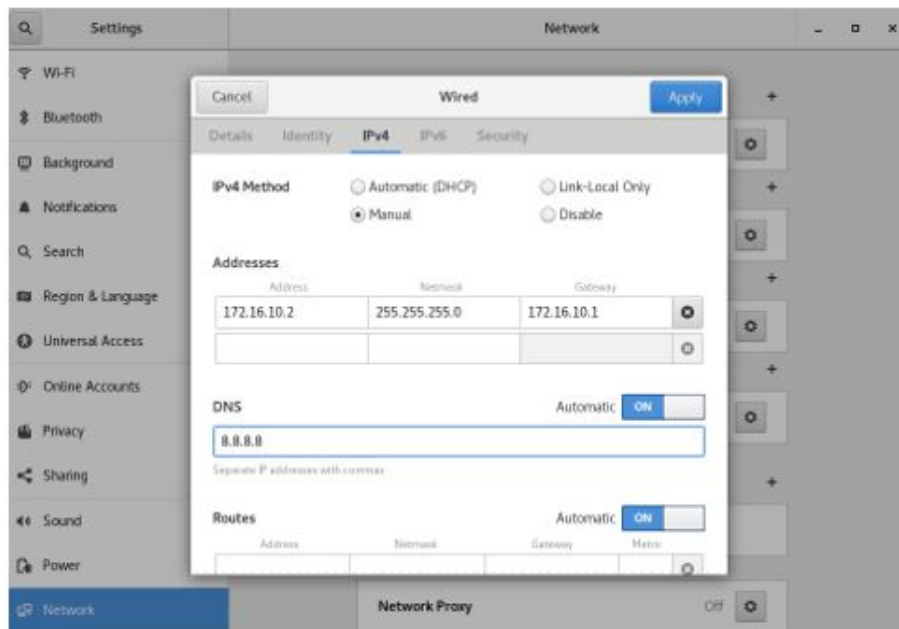 Settings
Network
Wi-Fi
Bluetooth
Background
Notifications
Search
Region & Language
Universal Access
Online Accounts
Privacy
Sharing
Sound
Power
Network
Cancel
Wired
Apply
Details Identity IPv4 IPv6 Security
IPv4 Method
Automatic (DHCP)
Link-Local Only
Manual
Disable
Addresses
Address Netmask Gateway
172.16.10.2 255.255.255.0 172.16.10.1
DNS
Automatic ON
8.8.8.8
Separate IP addresses with commas
Routes
Automatic ON
Address Netmask Gateway Metric
Network Proxy
Off